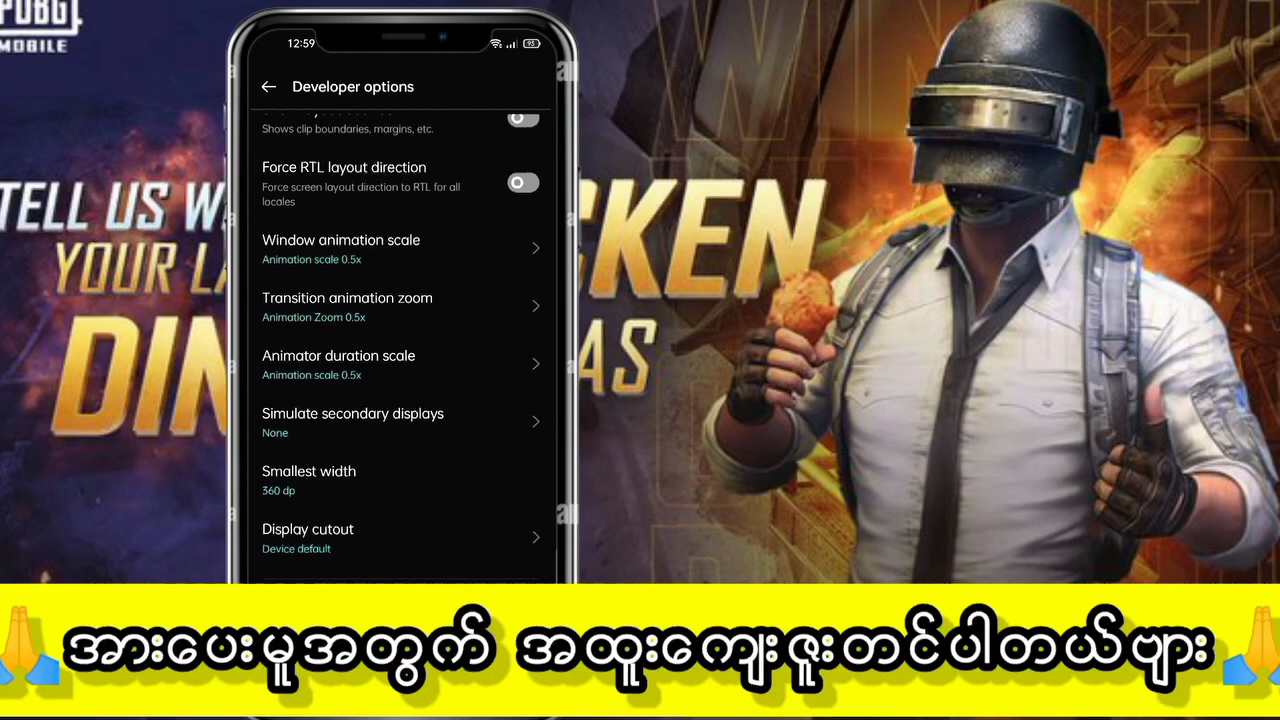 PUBG
MOBILE
12:59
93
Developer options
Shows clip boundaries, margins, etc.
Force RTL layout direction
Force screen layout direction to RTL for all
locales
Window animation scale
Animation scale 0.5x
Transition animation zoom
Animation Zoom 0.5x
Animator duration scale
Animation scale 0.5x
Simulate secondary displays
None
Smallest width
360 dp
Display cutout
Device default
TELL US
YOUR
အားပေးမူအတွက် အထူးကျေးဇူးတင်ပါတယ်ဗျား